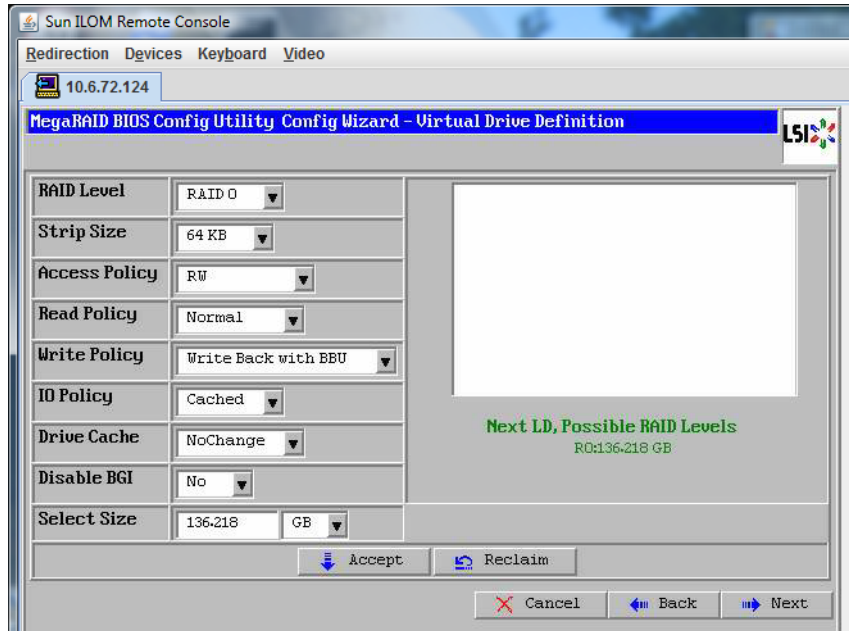 Sun ILOM Remote Console
Redirection Devices Keyboard Video
10.6.72.124
MegaRAID BIOS Config Utility Config Wizard - Virtual Drive Definition
LSI
RAID Level RAID 0
Strip Size 64 KB
Access Policy RW
Read Policy Normal
Write Policy Write Back with BBU
IO Policy Cached
Drive Cache NoChange
Disable BGI No
Select Size 136.218 GB
Next LD, Possible RAID Levels
R0:136.218 GB
Accept Reclaim
Cancel Back Next